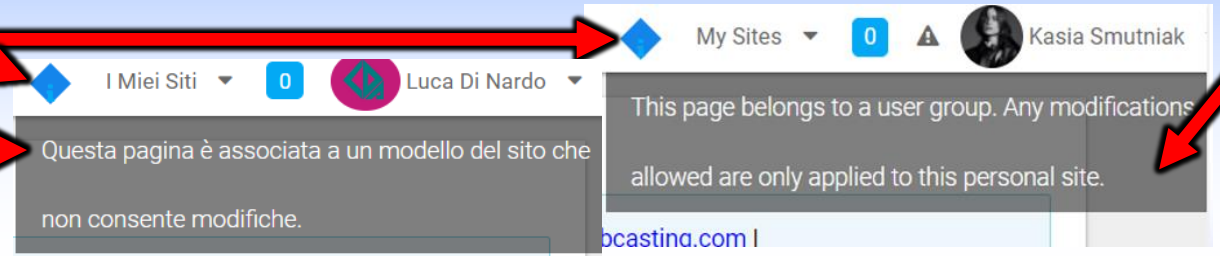 My Sites 0 Kasia Smutniak
I Miei Siti 0 Luca Di Nardo
This page belongs to a user group. Any modifications
allowed are only applied to this personal site.
Questa pagina è associata a un modello del sito che
non consente modifiche.
bcasting.com |